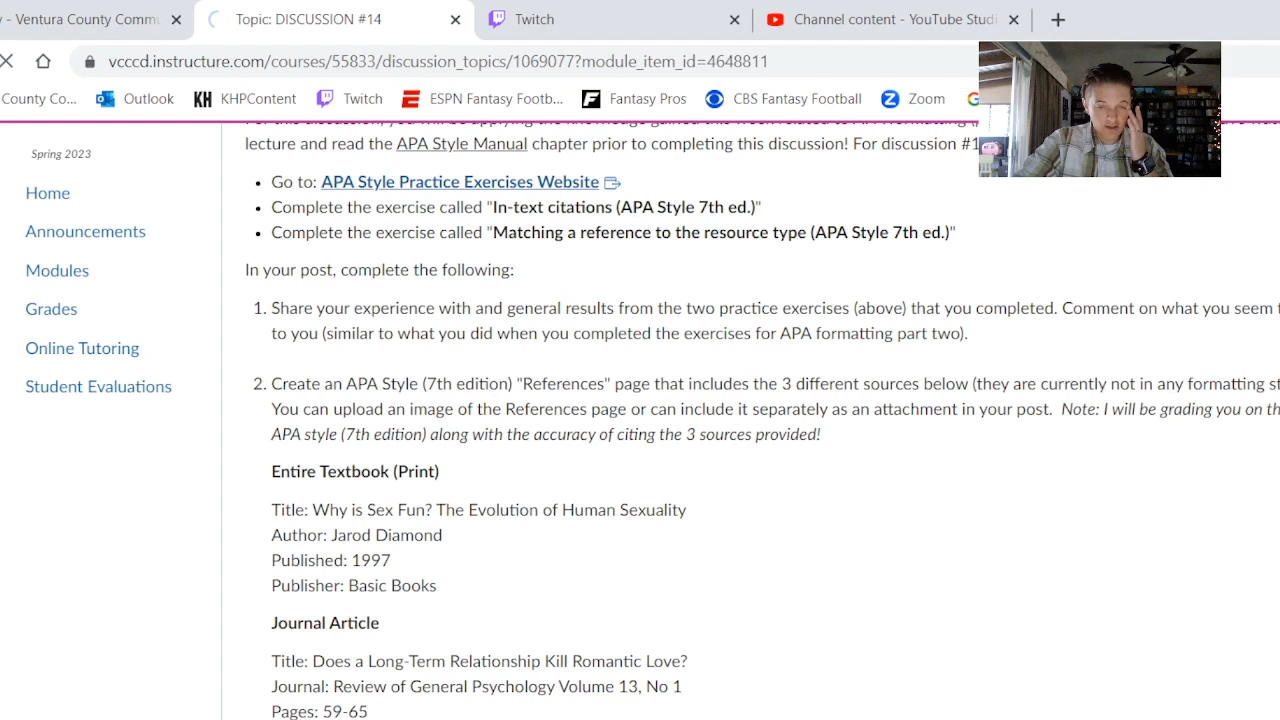 - Ventura County Commu
Topic: DISCUSSION #14
Twitch
Channel content - YouTube Studi
vcccd.instructure.com/courses/55833/discussion_topics/1069077?module_item_id=4648811
County Co...
Outlook
KH KHPContent
Twitch
ESPN Fantasy Footb...
Fantasy Pros
CBS Fantasy Football
Zoom
Spring 2023
Home
Announcements
Modules
Grades
Online Tutoring
Student Evaluations
lecture and read the APA Style Manual chapter prior to completing this discussion! For discussion #1
• Go to: APA Style Practice Exercises Website
• Complete the exercise called "In-text citations (APA Style 7th ed.)"
• Complete the exercise called "Matching a reference to the resource type (APA Style 7th ed.)"
In your post, complete the following:
1. Share your experience with and general results from the two practice exercises (above) that you completed. Comment on what you seem t
to you (similar to what you did when you completed the exercises for APA formatting part two).
2. Create an APA Style (7th edition) "References" page that includes the 3 different sources below (they are currently not in any formatting st
You can upload an image of the References page or can include it separately as an attachment in your post. Note: I will be grading you on th
APA style (7th edition) along with the accuracy of citing the 3 sources provided!
Entire Textbook (Print)
Title: Why is Sex Fun? The Evolution of Human Sexuality
Author: Jarod Diamond
Published: 1997
Publisher: Basic Books
Journal Article
Title: Does a Long-Term Relationship Kill Romantic Love?
Journal: Review of General Psychology Volume 13, No 1
Pages: 59-65